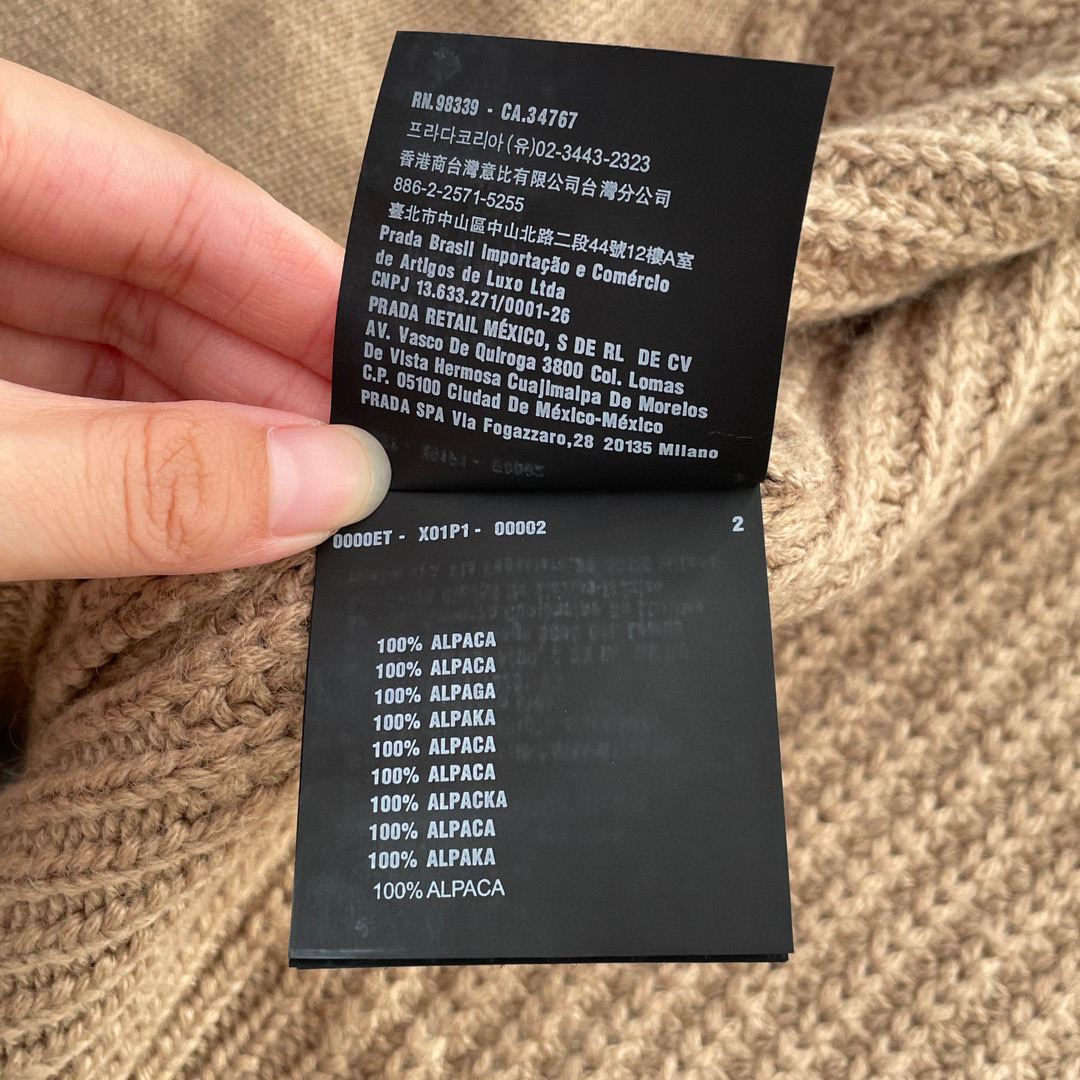 RN.98339 - CA.34767
프라다코리아(유)02-3443-2323
香港商台灣意比有限公司台灣分公司
886-2-2571-5255
臺北市中山區中山北路二段44號12樓A室
Prada Brasil Importação e Comércio
de Artigos de Luxo Ltda
CNPJ 13.633.271/0001-26
PRADA RETAIL MÉXICO, S DE RL DE CV
AV. Vasco De Quiroga 3800 Col. Lomas
De Vista Hermosa Cuajimalpa De Morelos
C.P. 05100 Ciudad De México-México
PRADA SPA Via Fogazzaro,28 20135 Milano
0000ET - X01P1 - 00002 2
100% ALPACA
100% ALPACA
100% ALPAGA
100% ALPAKA
100% ALPACA
100% ALPACA
100% ALPACKA
100% ALPACA
100% ALPAKA
100% ALPACA